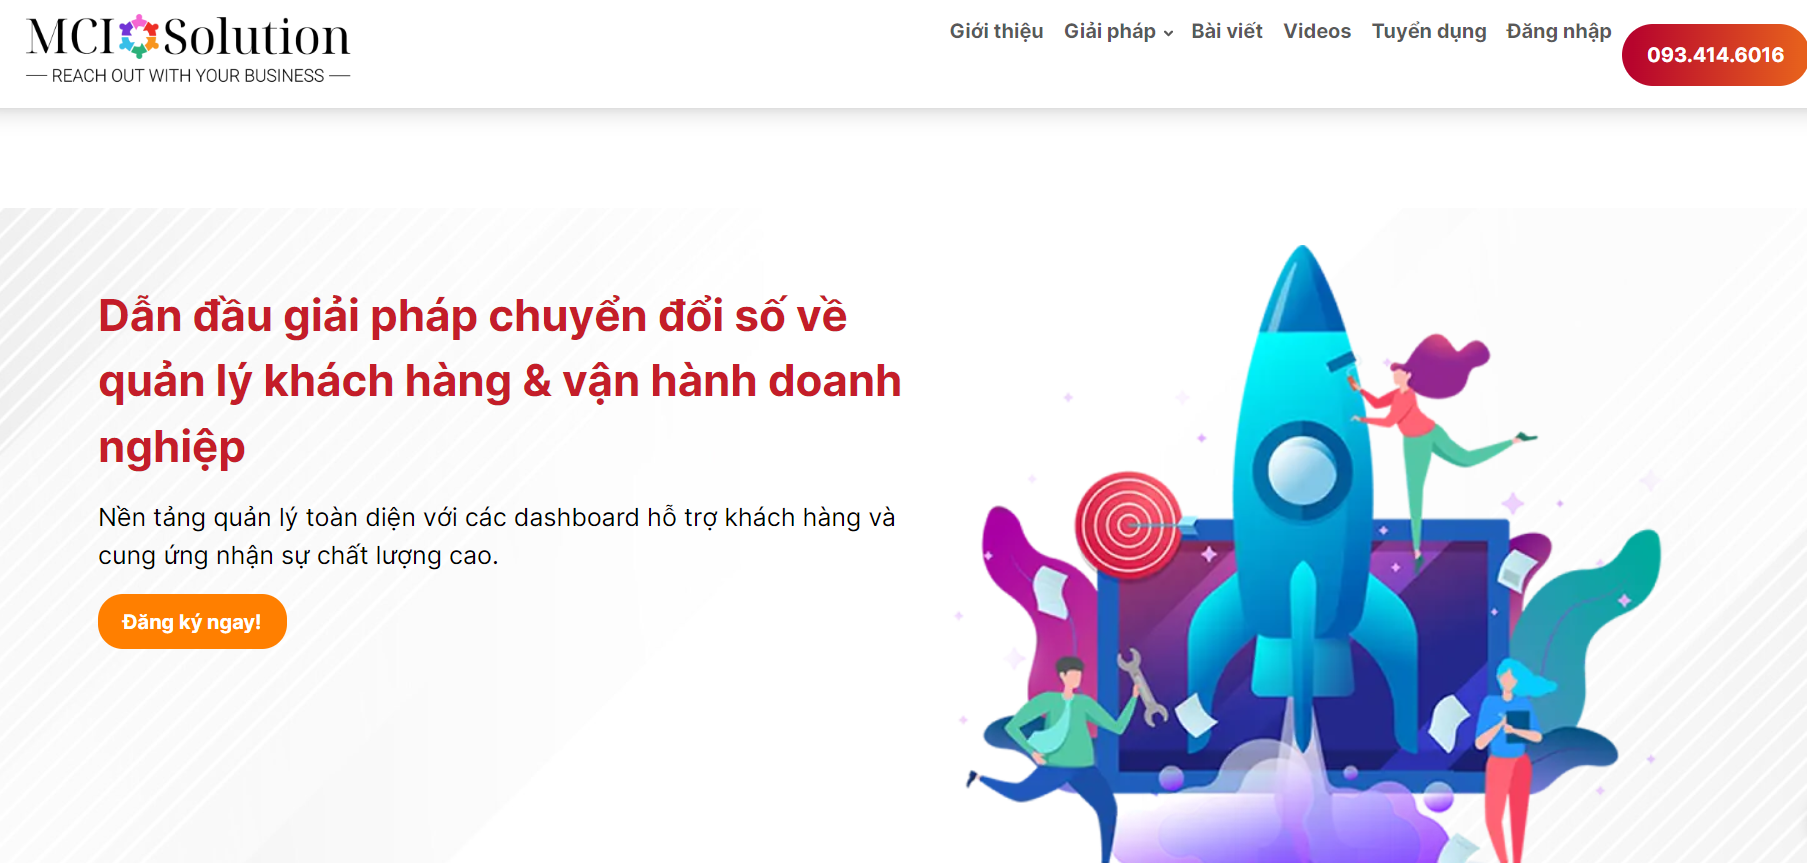 MCI Solution
REACH OUT WITH YOUR BUSINESS
Giới thiệu Giải pháp Bài viết Videos Tuyển dụng Đăng nhập
093.414.6016
Dẫn đầu giải pháp chuyển đổi số về
quản lý khách hàng & vận hành doanh
nghiệp
Nền tảng quản lý toàn diện với các dashboard hỗ trợ khách hàng và
cung ứng nhận sự chất lượng cao.
Đăng ký ngay!